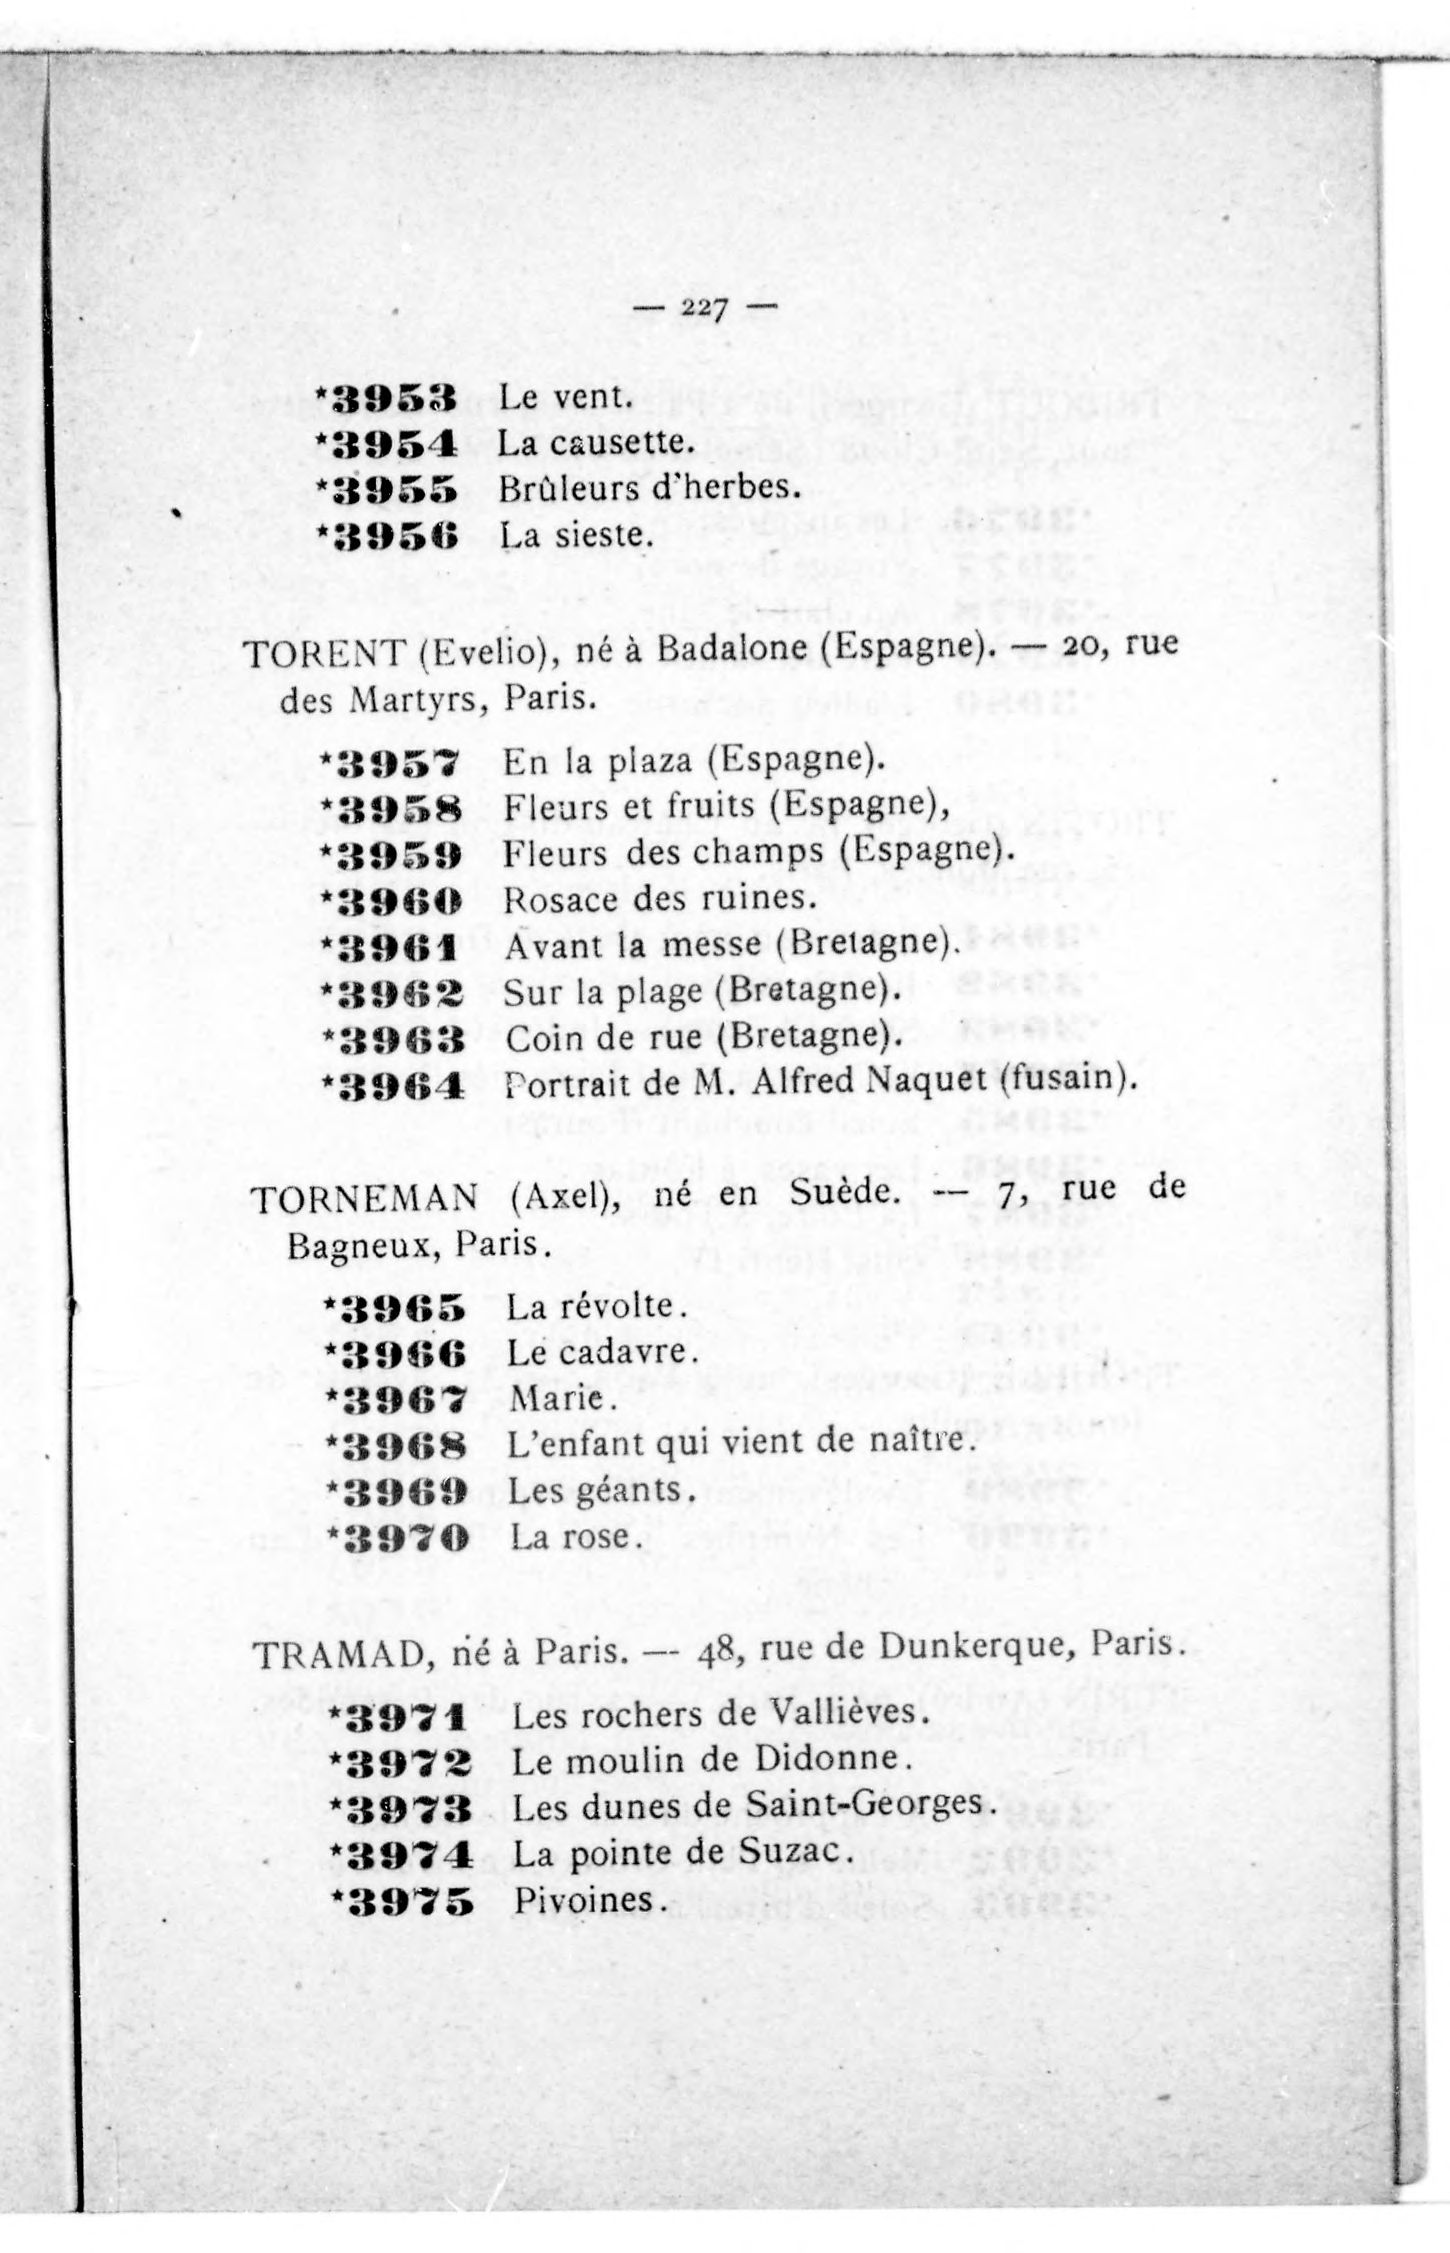 — 227 —
*3953 Le vent.
*3954 La causette.
*3955 Brûleurs d'herbes.
*3956 La sieste.
TORENT (Evelio), né à Badalone (Espagne). — 20, rue
des Martyrs, Paris.
*3957 En la plaza (Espagne).
*3958 Fleurs et fruits (Espagne),
*3959 Fleurs des champs (Espagne).
*3960 Rosace des ruines.
*3961 Avant la messe (Bretagne).
*3962 Sur la plage (Bretagne).
*3963 Coin de rue (Bretagne).
*3964 Portrait de M. Alfred Naquet (fusain).
TORNEMAN (Axel), né en Suède. — 7, rue de
Bagneux, Paris.
*3965 La révolte.
*3966 Le cadavre.
*3967 Marie.
*3968 L'enfant qui vient de naître.
*3969 Les géants.
*3970 La rose.
TRAMAD, né à Paris. — 48, rue de Dunkerque, Paris.
*3971 Les rochers de Vallièves.
*3972 Le moulin de Didonne.
*3973 Les dunes de Saint-Georges.
*3974 La pointe de Suzac.
*3975 Pivoines.